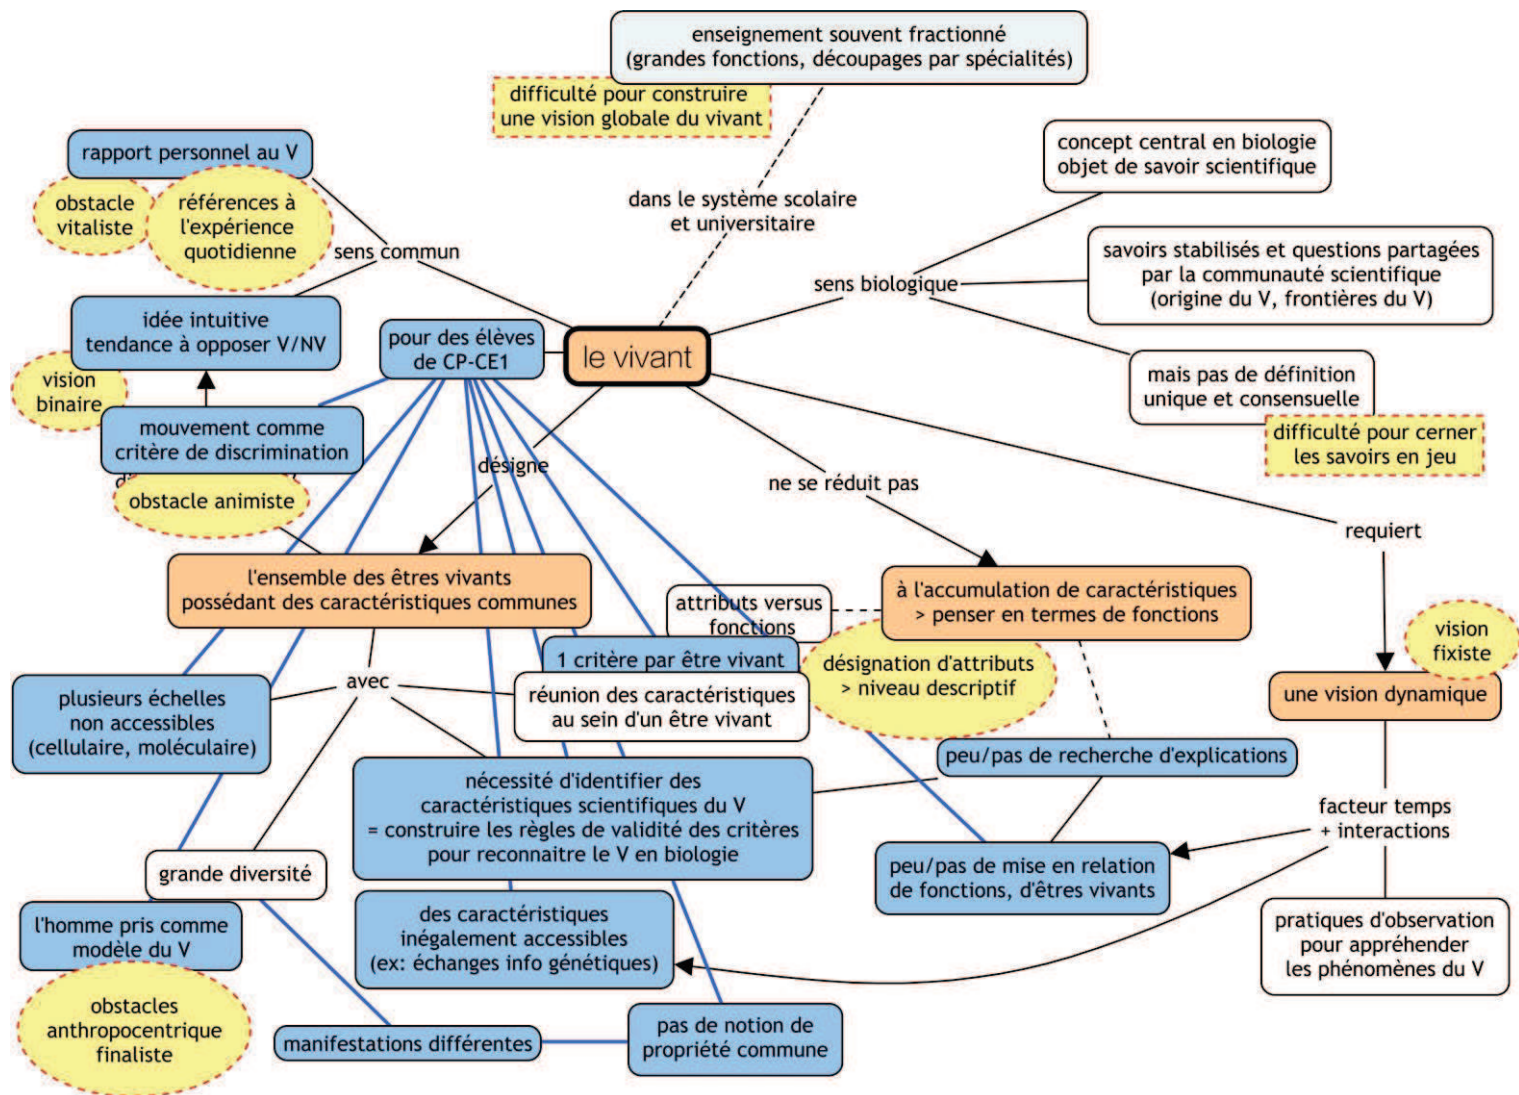 enseignement souvent fractionné
(grandes fonctions, découpages par spécialités)
difficulté pour construire
une vision globale du vivant
rapport personnel au V
obstacle
vitaliste
références à
l'expérience
quotidienne
sens commun
dans le système scolaire
et universitaire
concept central en biologie
objet de savoir scientifique
savoirs stabilisés et questions partagées
par la communauté scientifique
(origine du V, frontières du V)
sens biologique
idée intuitive
tendance à opposer V/NV
pour des élèves
de CP-CE1
le vivant
mais pas de définition
unique et consensuelle
difficulté pour cerner
les savoirs en jeu
vision
binaire
mouvement comme
critère de discrimination
obstacle animiste
désigne
ne se réduit pas
requiert
l'ensemble des êtres vivants
possédant des caractéristiques communes
attributs versus
fonctions
à l'accumulation de caractéristiques
> penser en termes de fonctions
vision
fixiste
1 critère par être vivant
réunion des caractéristiques
au sein d'un être vivant
désignation d'attributs
> niveau descriptif
une vision dynamique
plusieurs échelles
non accessibles
(cellulaire, moléculaire)
avec
nécessité d'identifier des
caractéristiques scientifiques du V
= construire les règles de validité des critères
pour reconnaitre le V en biologie
peu/pas de recherche d'explications
facteur temps
+ interactions
grande diversité
peu/pas de mise en relation
de fonctions, d'êtres vivants
l'homme pris comme
modèle du V
des caractéristiques
inégalement accessibles
(ex: échanges info génétiques)
pratiques d'observation
pour appréhender
les phénomènes du V
obstacles
anthropocentrique
finaliste
manifestations différentes
pas de notion de
propriété commune